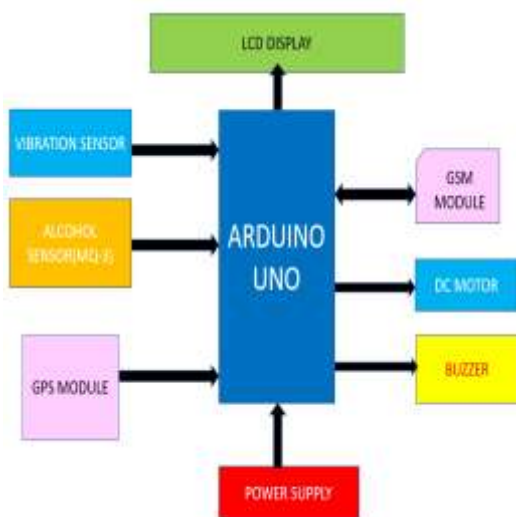 LCD DISPLAY
VIBRATION SENSOR
ALCOHOL
SENSOR(MQ-3)
GPS MODULE
ARDUINO
UNO
GSM
MODULE
DC MOTOR
BUZZER
POWER SUPPLY